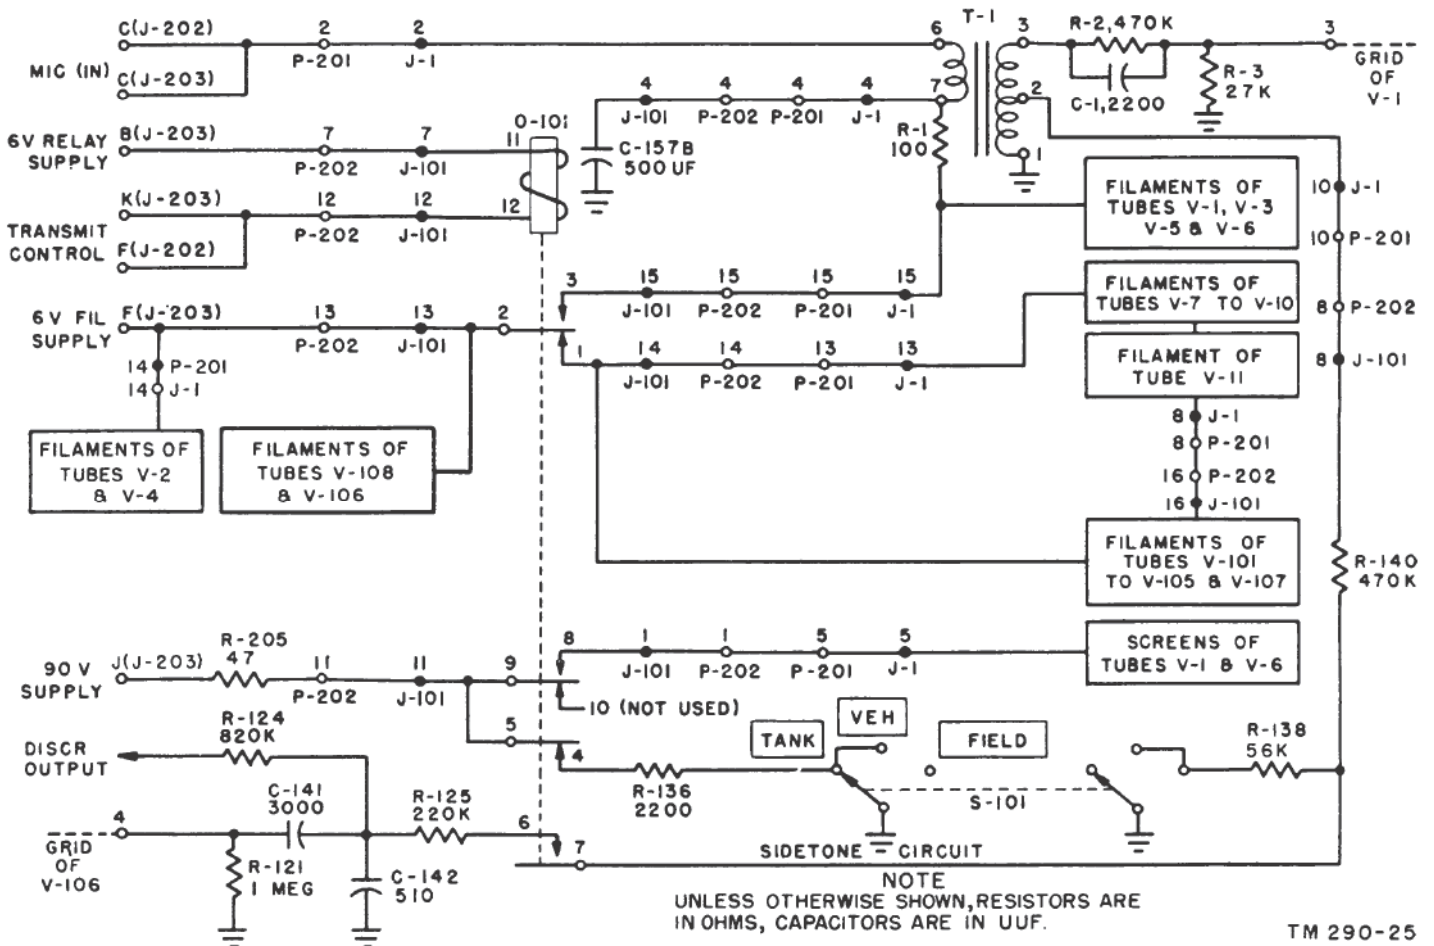 C(J-202)
2
2
P-201
J-1
MIC (IN)
C(J-203)
6
T-1
3
R-2,470K
3
C-1,2200
R-3
27K
GRID
OF
V-1
4
4
4
4
7
J-101
P-202
P-201
J-1
2
R-1
100
1
C-157B
500 UF
O-101
6V RELAY
SUPPLY
B(J-203)
7
7
11
P-202
J-101
K(J-203)
12
12
12
P-202
J-101
TRANSMIT
CONTROL
F(J-202)
FILAMENTS OF
TUBES V-1, V-3
V-5 & V-6
10 J-1
10 P-201
8 P-202
8 J-101
3
15
15
15
15
J-101
P-202
P-201
J-1
FILAMENTS OF
TUBES V-7 TO V-10
6V FIL
SUPPLY
F(J-203)
13
13
2
P-202
J-101
1
14
14
13
13
J-101
P-202
P-201
J-1
FILAMENT OF
TUBE V-11
14 P-201
14 J-1
8 J-1
8 P-201
16 P-202
16 J-101
FILAMENTS OF
TUBES V-2
& V-4
FILAMENTS OF
TUBES V-108
& V-106
FILAMENTS OF
TUBES V-101
TO V-105 & V-107
R-140
470K
90V
SUPPLY
J(J-203)
R-205
47
11
11
9
P-202
J-101
8
1
1
5
5
J-101
P-202
P-201
J-1
SCREENS OF
TUBES V-1 & V-6
10 (NOT USED)
5
4
TANK
VEH
FIELD
R-138
56K
R-136
2200
S-101
DISCR
OUTPUT
R-124
820K
C-141
3000
R-125
220K
6
7
4
GRID
OF
V-106
R-121
1 MEG
C-142
510
SIDETONE CIRCUIT
NOTE
UNLESS OTHERWISE SHOWN, RESISTORS ARE
IN OHMS, CAPACITORS ARE IN UUF.
TM 290-25